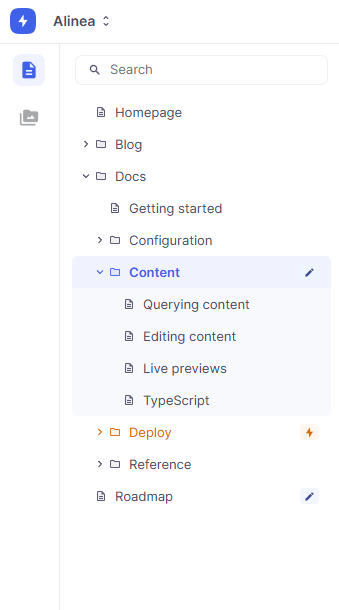 Alinea
Search
Homepage
Blog
Docs
Getting started
Configuration
Content
Querying content
Editing content
Live previews
TypeScript
Deploy
Reference
Roadmap